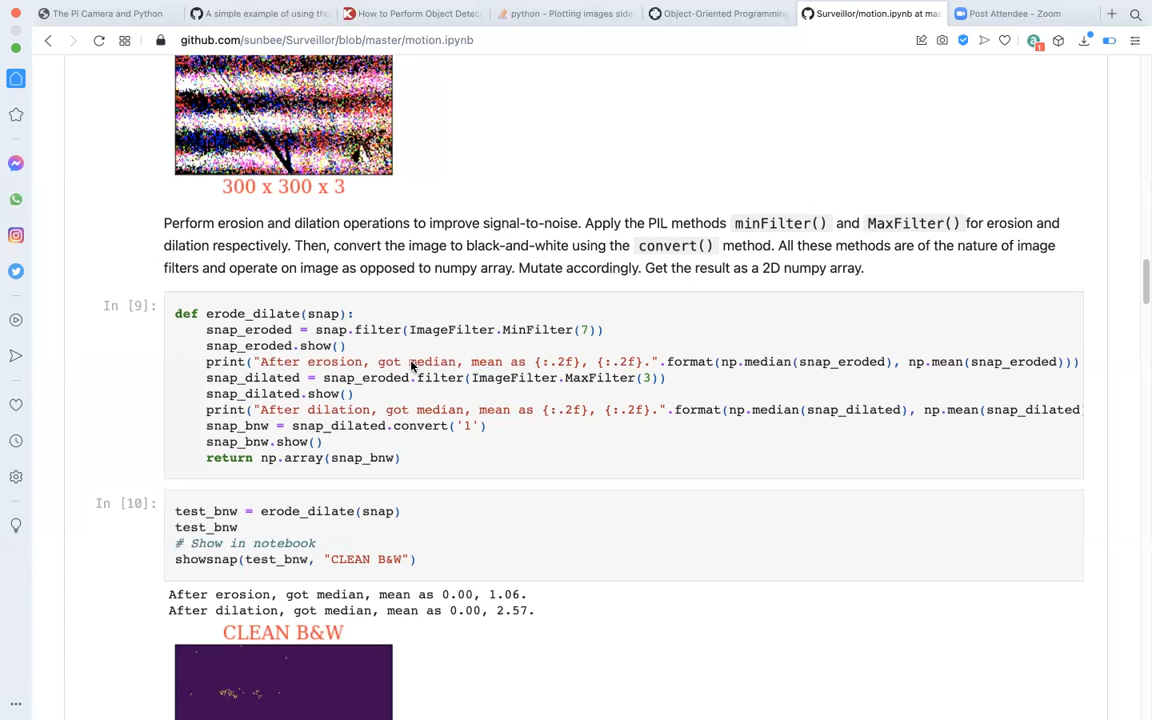 The Pi Camera and Python
A simple example of using the
How to Perform Object Detec
python - Plotting images side
Object-Oriented Programming
Surveillor/motion.ipynb at mas
Post Attendee - Zoom
github.com/sunbee/Surveillor/blob/master/motion.ipynb
1
300 x 300 x 3
Perform erosion and dilation operations to improve signal-to-noise. Apply the PIL methods minFilter() and MaxFilter() for erosion and
dilation respectively. Then, convert the image to black-and-white using the convert() method. All these methods are of the nature of image
filters and operate on image as opposed to numpy array. Mutate accordingly. Get the result as a 2D numpy array.
In [9]:
def erode_dilate(snap):
snap_eroded = snap.filter(ImageFilter.MinFilter(7))
snap_eroded.show()
print("After erosion, got median, mean as {:.2f}, {:.2f}.".format(np.median(snap_eroded), np.mean(snap_eroded)))
snap_dilated = snap_eroded.filter(ImageFilter.MaxFilter(3))
snap_dilated.show()
print("After dilation, got median, mean as {:.2f}, {:.2f}.".format(np.median(snap_dilated), np.mean(snap_dilated
snap_bnw = snap_dilated.convert('1')
snap_bnw.show()
return np.array(snap_bnw)
In [10]:
test_bnw = erode_dilate(snap)
test_bnw
# Show in notebook
showsnap(test_bnw, "CLEAN B&W")
After erosion, got median, mean as 0.00, 1.06.
After dilation, got median, mean as 0.00, 2.57.
CLEAN B&W